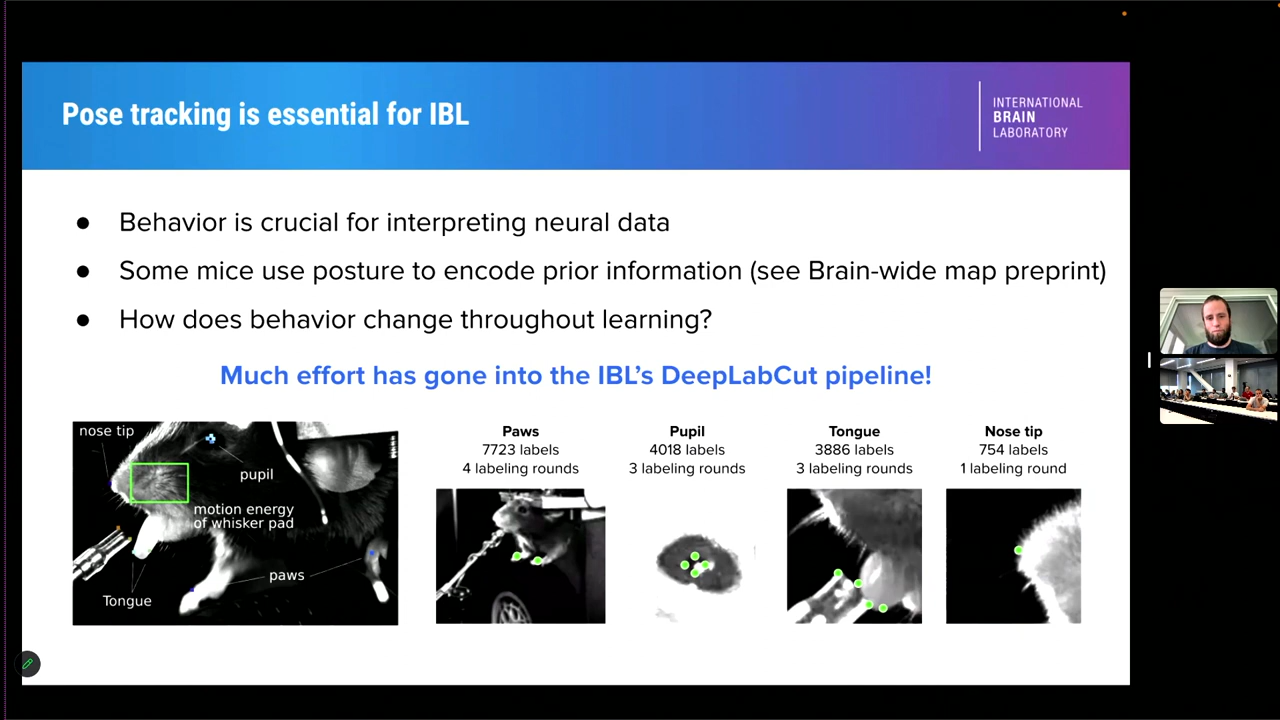 Pose tracking is essential for IBL
INTERNATIONAL
BRAIN
LABORATORY
● Behavior is crucial for interpreting neural data
● Some mice use posture to encode prior information (see Brain-wide map preprint)
● How does behavior change throughout learning?
Much effort has gone into the IBL’s DeepLabCut pipeline!
nose tip
pupil
motion energy
of whisker pad
paws
Tongue
Paws
7723 labels
4 labeling rounds
Pupil
4018 labels
3 labeling rounds
Tongue
3886 labels
3 labeling rounds
Nose tip
754 labels
1 labeling round